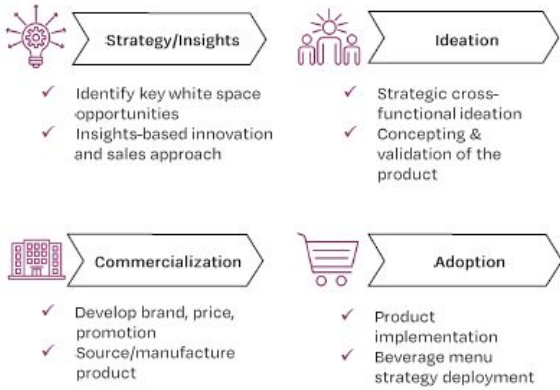 Strategy/Insights
Identify key white space
opportunities
Insights-based innovation
and sales approach
Ideation
Strategic cross-
functional ideation
Concepting &
validation of the
product
Commercialization
Develop brand, price,
promotion
Source/manufacture
product
Adoption
Product
implementation
Beverage menu
strategy deployment